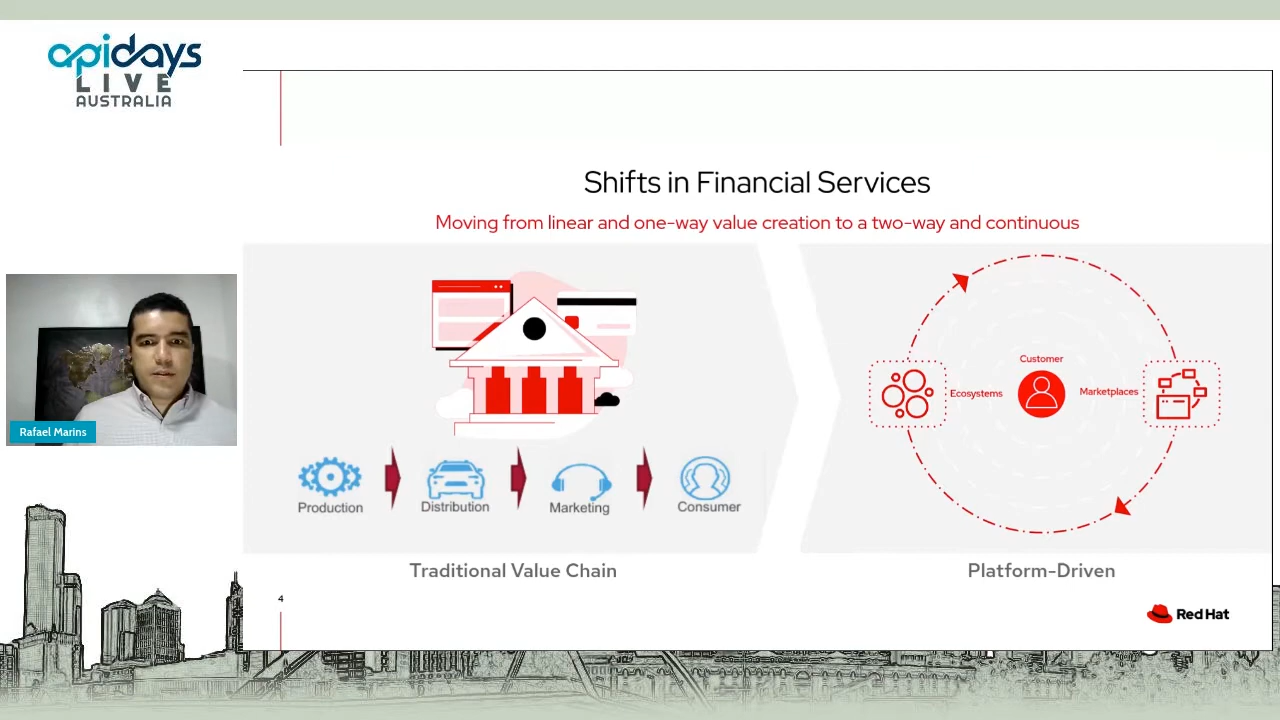 apidays
LIVE
AUSTRALIA
Shifts in Financial Services
Moving from linear and one-way value creation to a two-way and continuous
Customer
Ecosystems
Marketplaces
Rafael Marins
Production
Distribution
Marketing
Consumer
Traditional Value Chain
Platform-Driven
4
Red Hat